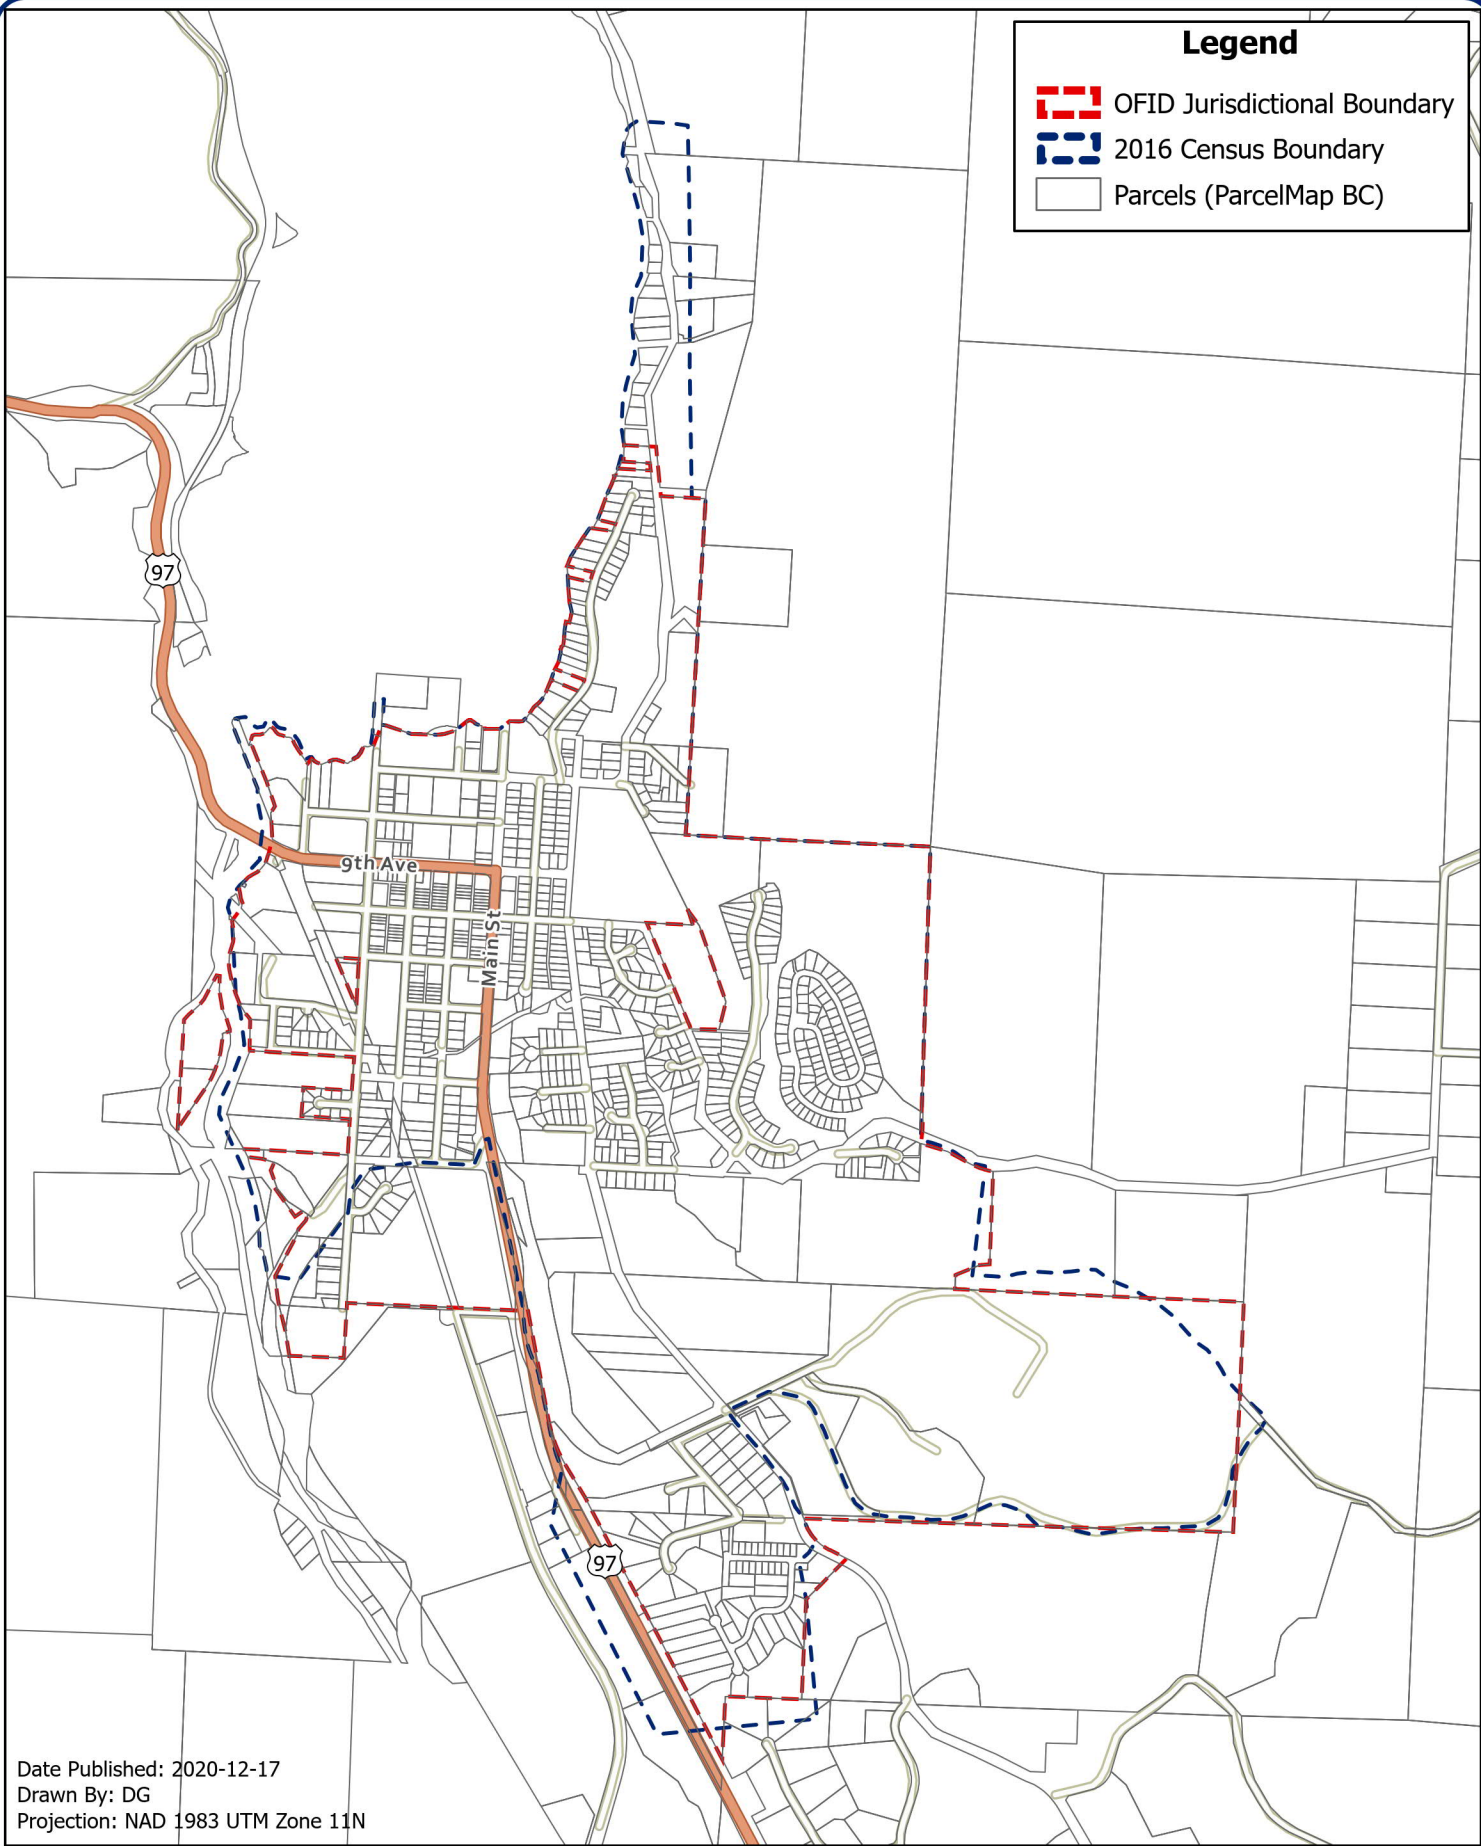 Legend
OFID Jurisdictional Boundary
2016 Census Boundary
Parcels (ParcelMap BC)
97
9th Ave
Main St
97
Date Published: 2020-12-17
Drawn By: DG
Projection: NAD 1983 UTM Zone 11N